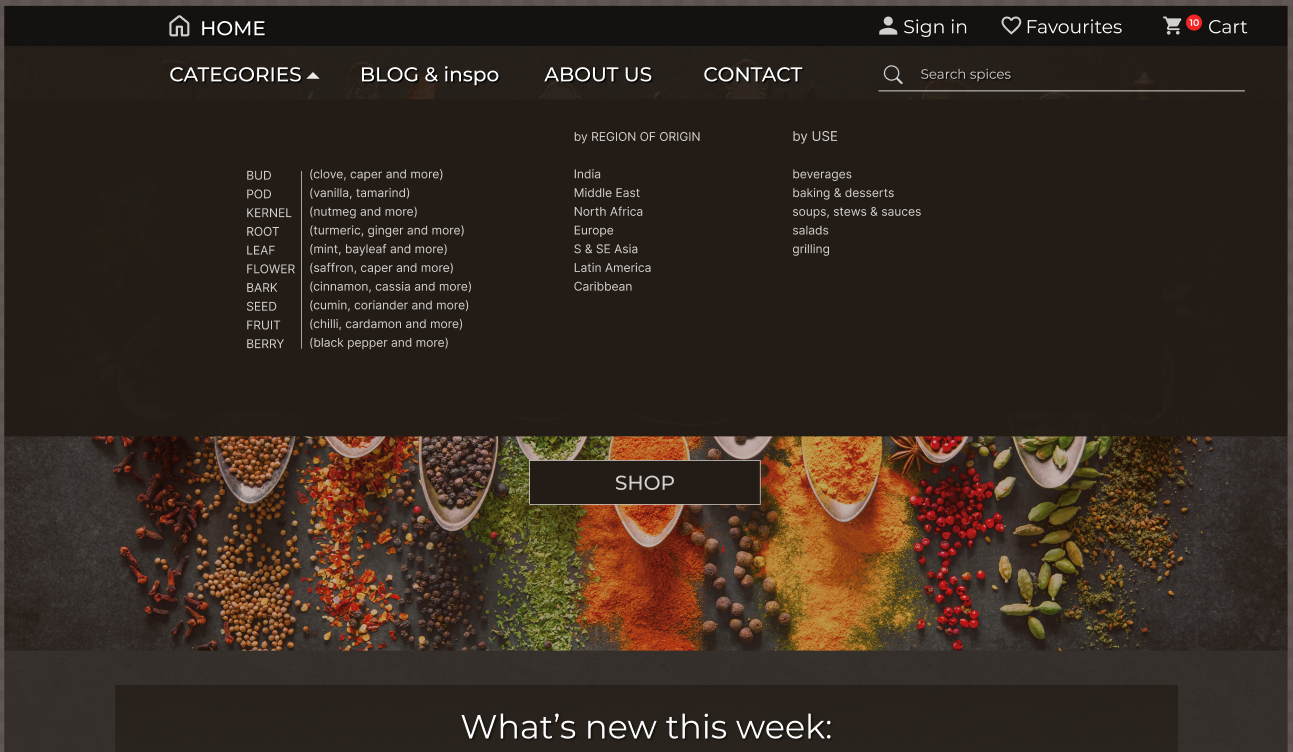 HOME
Sign in
Favourites
10
Cart
CATEGORIES
BLOG & inspo
ABOUT US
CONTACT
Search spices
by REGION OF ORIGIN
by USE
BUD (clove, caper and more)
POD (vanilla, tamarind)
KERNEL (nutmeg and more)
ROOT (turmeric, ginger and more)
LEAF (mint, bayleaf and more)
FLOWER (saffron, caper and more)
BARK (cinnamon, cassia and more)
SEED (cumin, coriander and more)
FRUIT (chilli, cardamon and more)
BERRY (black pepper and more)
India
Middle East
North Africa
Europe
S & SE Asia
Latin America
Caribbean
beverages
baking & desserts
soups, stews & sauces
salads
grilling
SHOP
What's new this week: